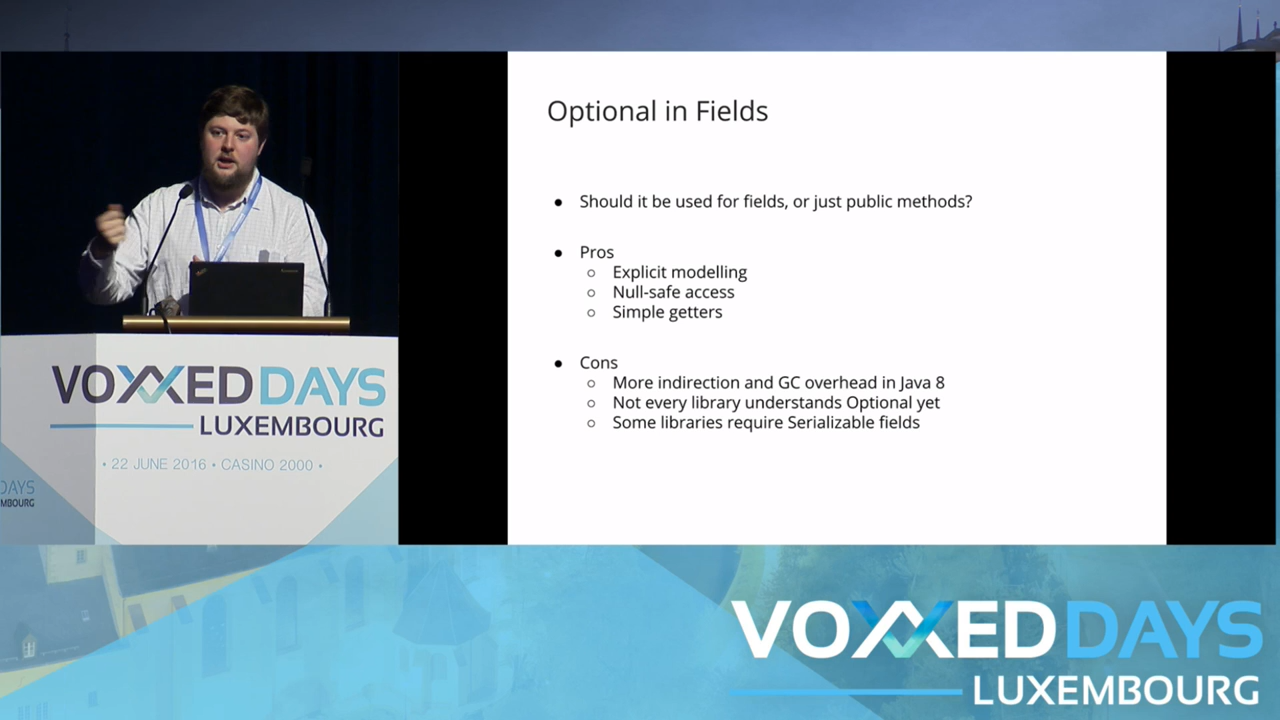 Optional in Fields
● Should it be used for fields, or just public methods?
● Pros
○ Explicit modelling
○ Null-safe access
○ Simple getters
● Cons
○ More indirection and GC overhead in Java 8
○ Not every library understands Optional yet
○ Some libraries require Serializable fields
VOXXED DAYS
LUXEMBOURG
• 22 JUNE 2016 • CASINO 2000 •
DAYS
MBOURG
VOXXED DAYS
LUXEMBOURG